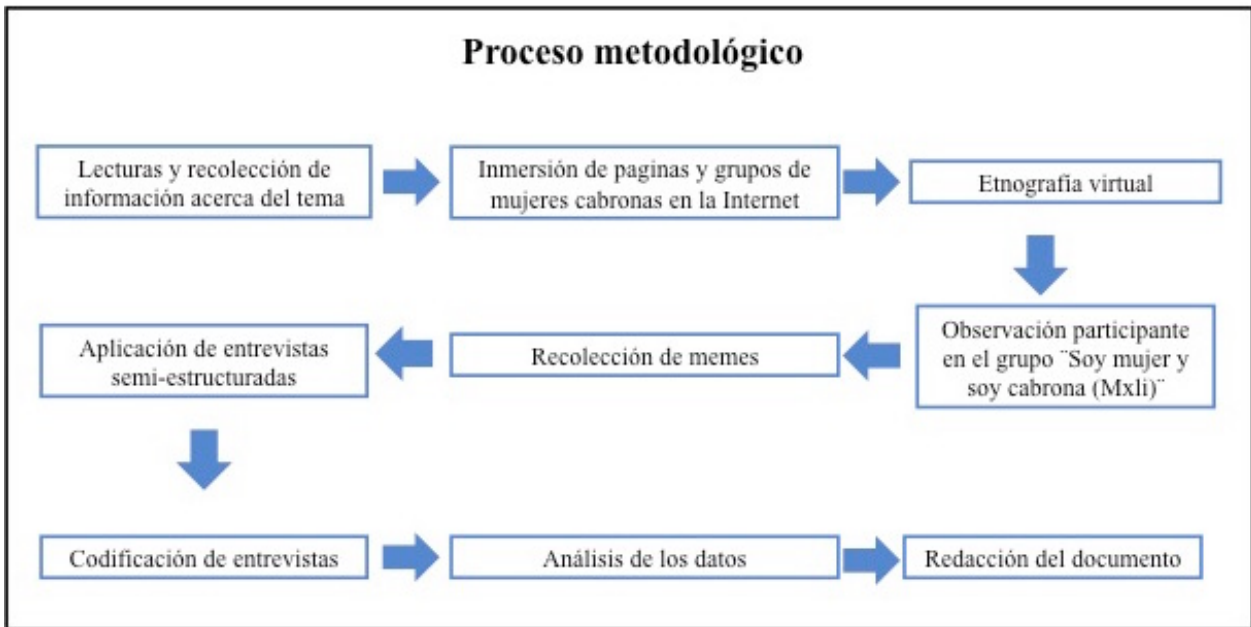 Proceso metodológico
Lecturas y recolección de
información acerca del tema
Inmersión de paginas y grupos de
mujeres cabronas en la Internet
Etnografía virtual
Observación participante
en el grupo ¨Soy mujer y
soy cabrona (Mxli)¨
Recolección de memes
Aplicación de entrevistas
semi-estructuradas
Codificación de entrevistas
Análisis de los datos
Redacción del documento